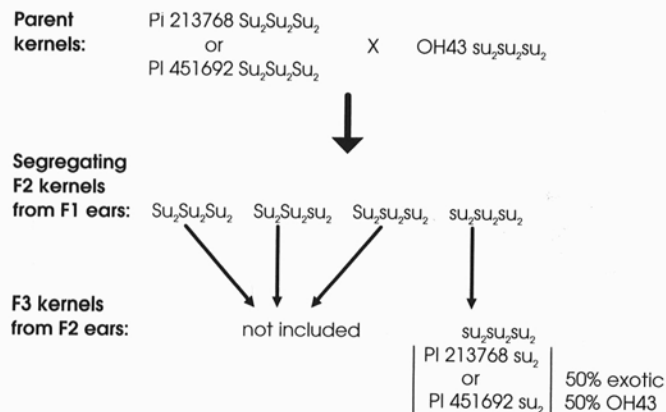 Parent kernels: PI 213768 Su₂Su₂Su₂
or
PI 451692 Su₂Su₂Su₂
X OH43 su₂su₂su₂
Segregating
F2 kernels
from F1 ears: Su₂Su₂Su₂ Su₂Su₂su₂ Su₂su₂su₂ su₂su₂su₂
F3 kernels
from F2 ears: not included su₂su₂su₂
PI 213768 su₂
or 50% exotic
PI 451692 su₂ 50% OH43